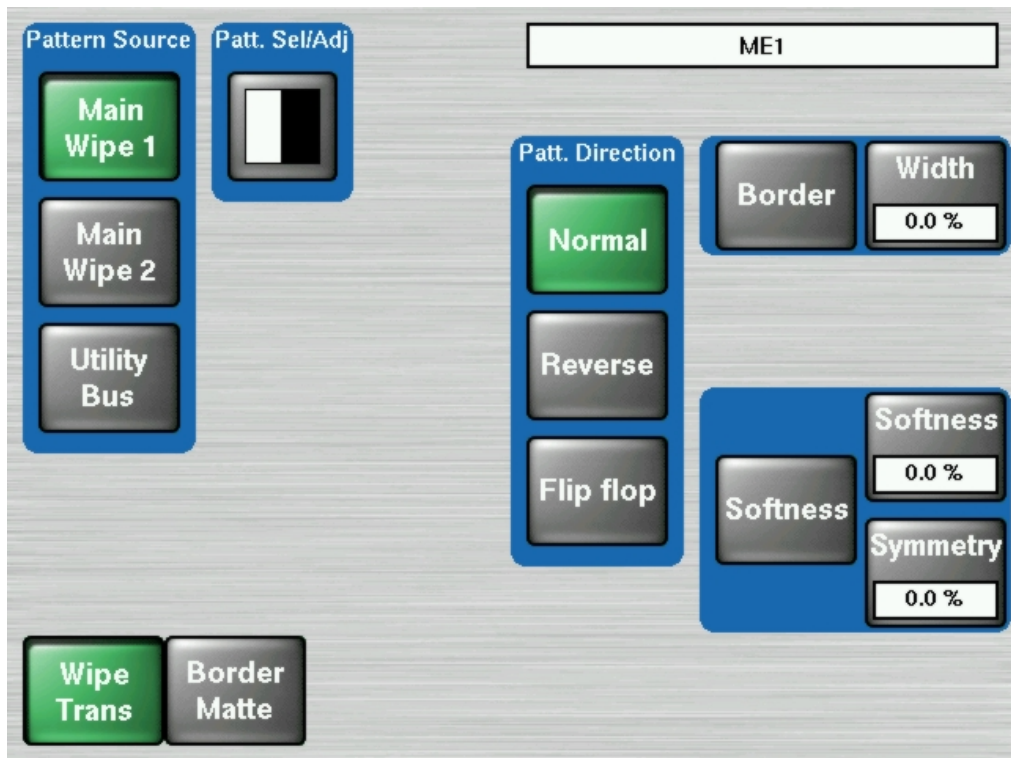 Pattern Source
Patt. Sel/Adj
ME1
Main
Wipe 1
Main
Wipe 2
Utility
Bus
Patt. Direction
Normal
Reverse
Flip flop
Border
Width
0.0 %
Softness
Softness
0.0 %
Symmetry
0.0 %
Wipe
Trans
Border
Matte